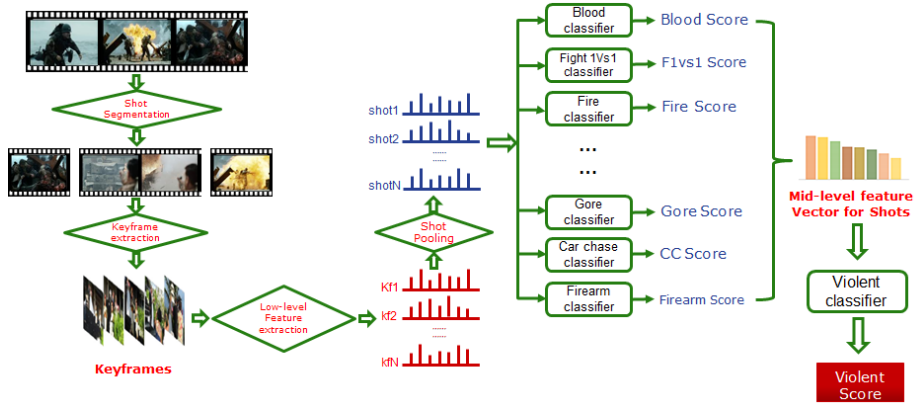 Shot
Segmentation
Keyframe
extraction
Keyframes
Low-level
Feature
extraction
Kf1
kf2
......
kfN
Shot
Pooling
shot1
shot2
......
shotN
Blood
classifier
Blood Score
Fight 1Vs1
classifier
F1vs1 Score
Fire
classifier
Fire Score
...
...
Gore
classifier
Gore Score
Car chase
classifier
CC Score
Firearm
classifier
Firearm Score
Mid-level feature
Vector for Shots
Violent
classifier
Violent
Score